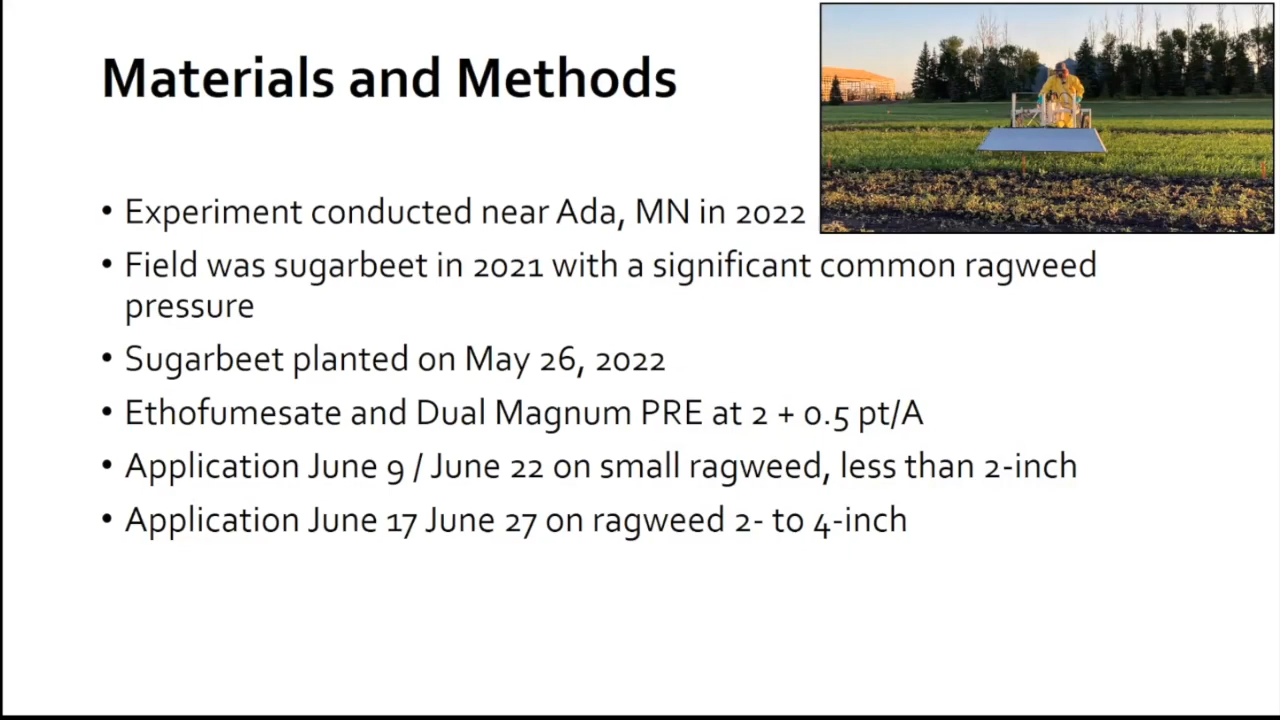 Materials and Methods
• Experiment conducted near Ada, MN in 2022
• Field was sugarbeet in 2021 with a significant common ragweed
pressure
• Sugarbeet planted on May 26, 2022
• Ethofumesate and Dual Magnum PRE at 2 + 0.5 pt/A
• Application June 9 / June 22 on small ragweed, less than 2-inch
• Application June 17 June 27 on ragweed 2- to 4-inch